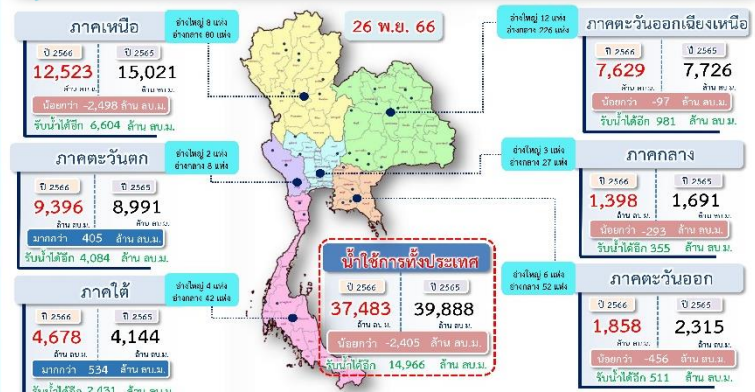 ภาคเหนือ
อ่างใหญ่ 8 แห่ง
อ่างกลาง 80 แห่ง
ปี 2566
ปี 2565
12,523
15,021
ล้าน ลบ.ม.
ล้าน ลบ.ม.
น้อยกว่า -2,498 ล้าน ลบ.ม.
รับน้ำได้อีก 6,604 ล้าน ลบ.ม.
26 พ.ย. 66
อ่างใหญ่ 12 แห่ง
อ่างกลาง 226 แห่ง
ภาคตะวันออกเฉียงเหนือ
ปี 2566
ปี 2565
7,629
7,726
ล้าน ลบ.ม.
ล้าน ลบ.ม.
น้อยกว่า -97 ล้าน ลบ.ม.
รับน้ำได้อีก 981 ล้าน ลบ.ม.
ภาคตะวันตก
อ่างใหญ่ 2 แห่ง
อ่างกลาง 8 แห่ง
ปี 2566
ปี 2565
9,396
8,991
ล้าน ลบ.ม.
ล้าน ลบ.ม.
มากกว่า 405 ล้าน ลบ.ม.
รับน้ำได้อีก 4,084 ล้าน ลบ.ม.
อ่างใหญ่ 3 แห่ง
อ่างกลาง 27 แห่ง
ภาคกลาง
ปี 2566
ปี 2565
1,398
1,691
ล้าน ลบ.ม.
ล้าน ลบ.ม.
น้อยกว่า -293 ล้าน ลบ.ม.
รับน้ำได้อีก 355 ล้าน ลบ.ม.
ภาคใต้
อ่างใหญ่ 4 แห่ง
อ่างกลาง 42 แห่ง
ปี 2566
ปี 2565
4,678
4,144
ล้าน ลบ.ม.
ล้าน ลบ.ม.
มากกว่า 534 ล้าน ลบ.ม.
รับน้ำได้อีก 2,431 ล้าน ลบ.ม.
น้ำใช้การทั้งประเทศ
ปี 2566
ปี 2565
37,483
39,888
ล้าน ลบ.ม.
ล้าน ลบ.ม.
น้อยกว่า -2,405 ล้าน ลบ.ม.
รับน้ำได้อีก 14,966 ล้าน ลบ.ม.
อ่างใหญ่ 6 แห่ง
อ่างกลาง 52 แห่ง
ภาคตะวันออก
ปี 2566
ปี 2565
1,858
2,315
ล้าน ลบ.ม.
ล้าน ลบ.ม.
น้อยกว่า -456 ล้าน ลบ.ม.
รับน้ำได้อีก 511 ล้าน ลบ.ม.